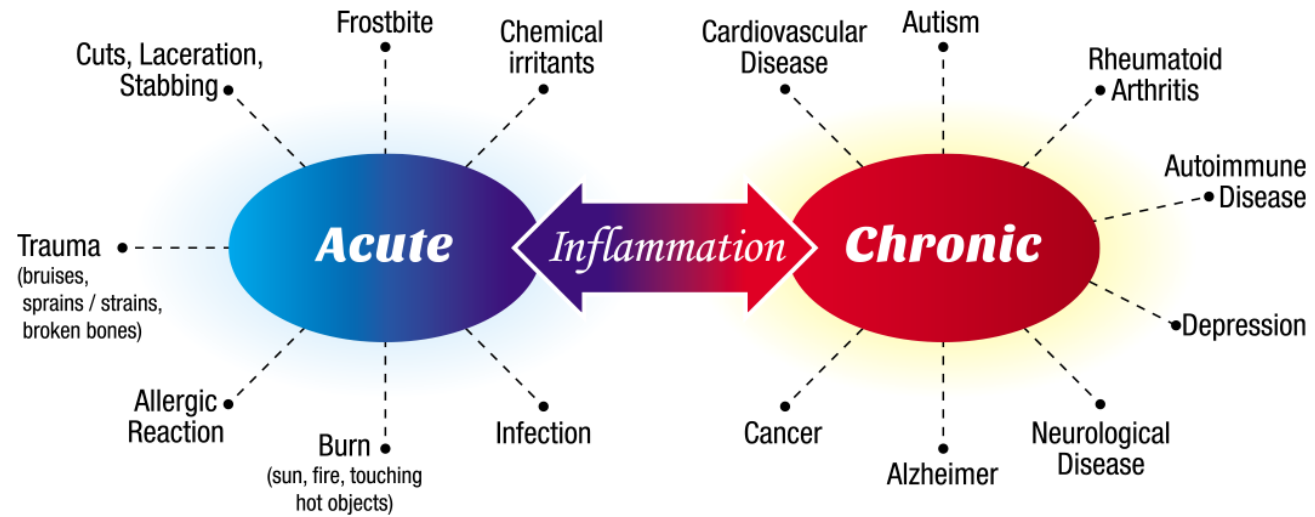 Frostbite
Cuts, Laceration,
Stabbing
Chemical
irritants
Trauma
(bruises,
sprains / strains,
broken bones)
Acute
Allergic
Reaction
Burn
(sun, fire, touching
hot objects)
Infection
Inflammation
Cardiovascular
Disease
Autism
Rheumatoid
Arthritis
Autoimmune
Disease
Chronic
Depression
Cancer
Alzheimer
Neurological
Disease